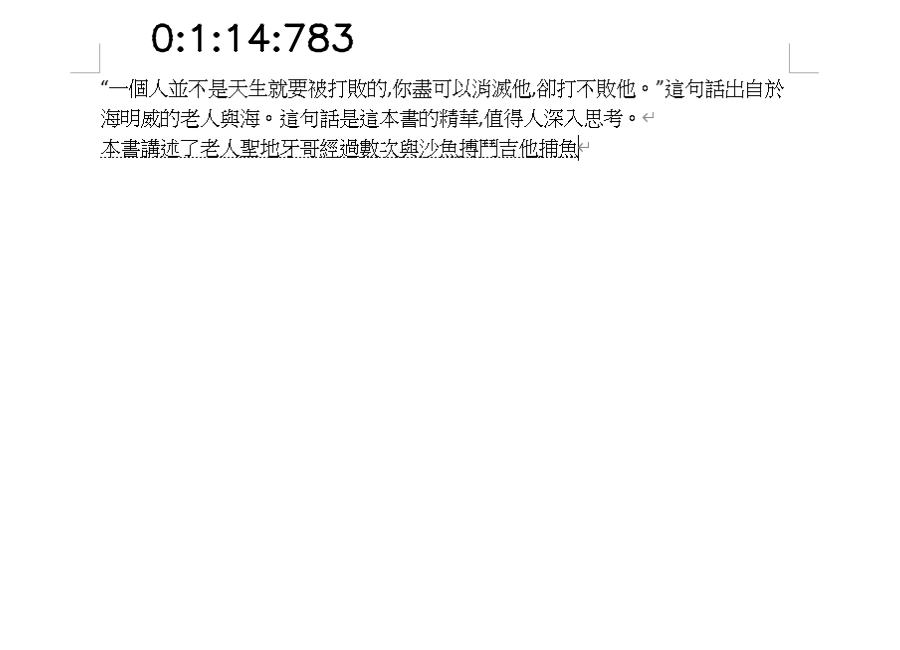 0:1:14:783
“一個人並不是天生就要被打敗的,你盡可以消滅他,卻打不敗他。”這句話出自於
海明威的老人與海。這句話是這本書的精華,值得人深入思考。
本書講述了老人聖地牙哥經過數次與沙魚搏鬥吉他捕魚